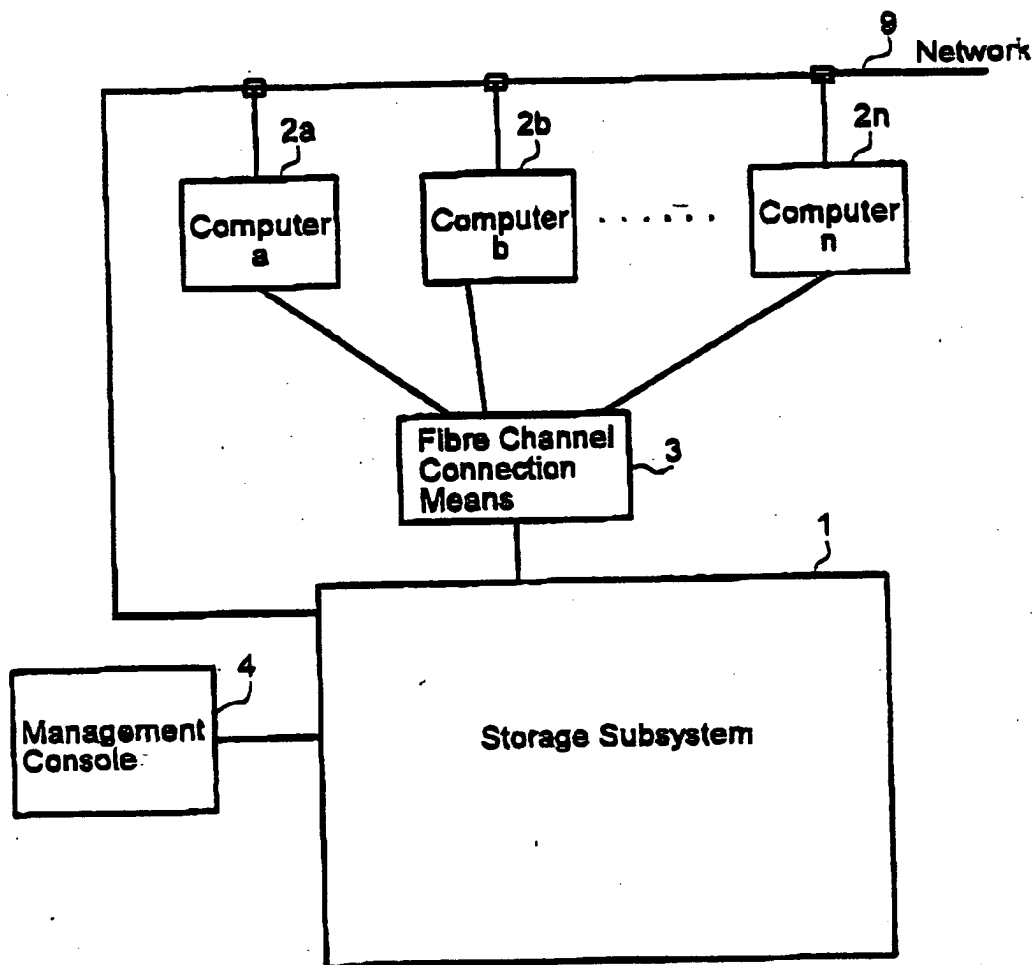 9
Network
2a
2b
2n
Computer
a
Computer
b
. . . . . .
Computer
n
Fibre Channel
Connection
Means
3
1
4
Management
Console
Storage Subsystem